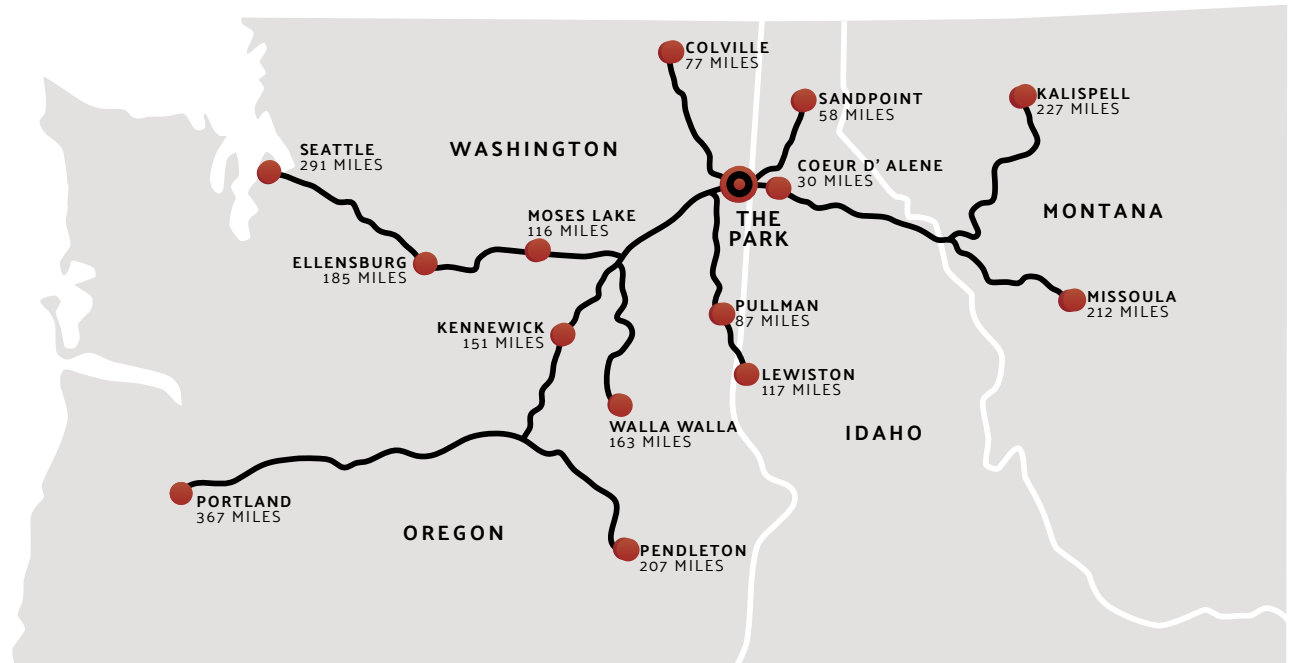 COLVILLE
77 MILES
KALISPELL
227 MILES
SANDPOINT
58 MILES
SEATTLE
291 MILES
WASHINGTON
COEUR D' ALENE
30 MILES
MONTANA
MOSES LAKE
116 MILES
THE
PARK
ELLENSBURG
185 MILES
MISSOULA
212 MILES
PULLMAN
87 MILES
KENNEWICK
151 MILES
LEWISTON
117 MILES
WALLA WALLA
163 MILES
IDAHO
PORTLAND
367 MILES
OREGON
PENDLETON
207 MILES